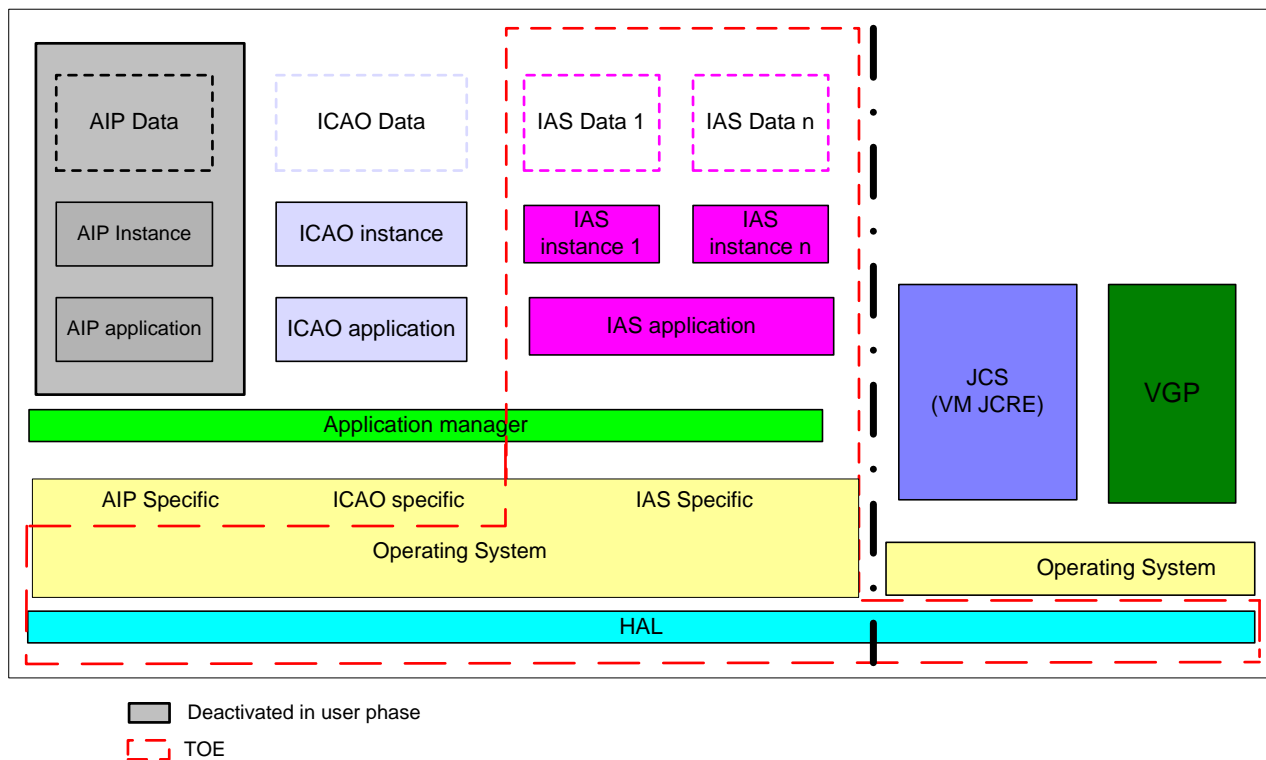 AIP Data
ICAO Data
IAS Data 1
IAS Data n
AIP Instance
ICAO instance
IAS
instance 1
IAS
instance n
AIP application
ICAO application
IAS application
JCS
(VM JCRE)
VGP
Application manager
AIP Specific
ICAO specific
IAS Specific
Operating System
Operating System
HAL
Deactivated in user phase
TOE